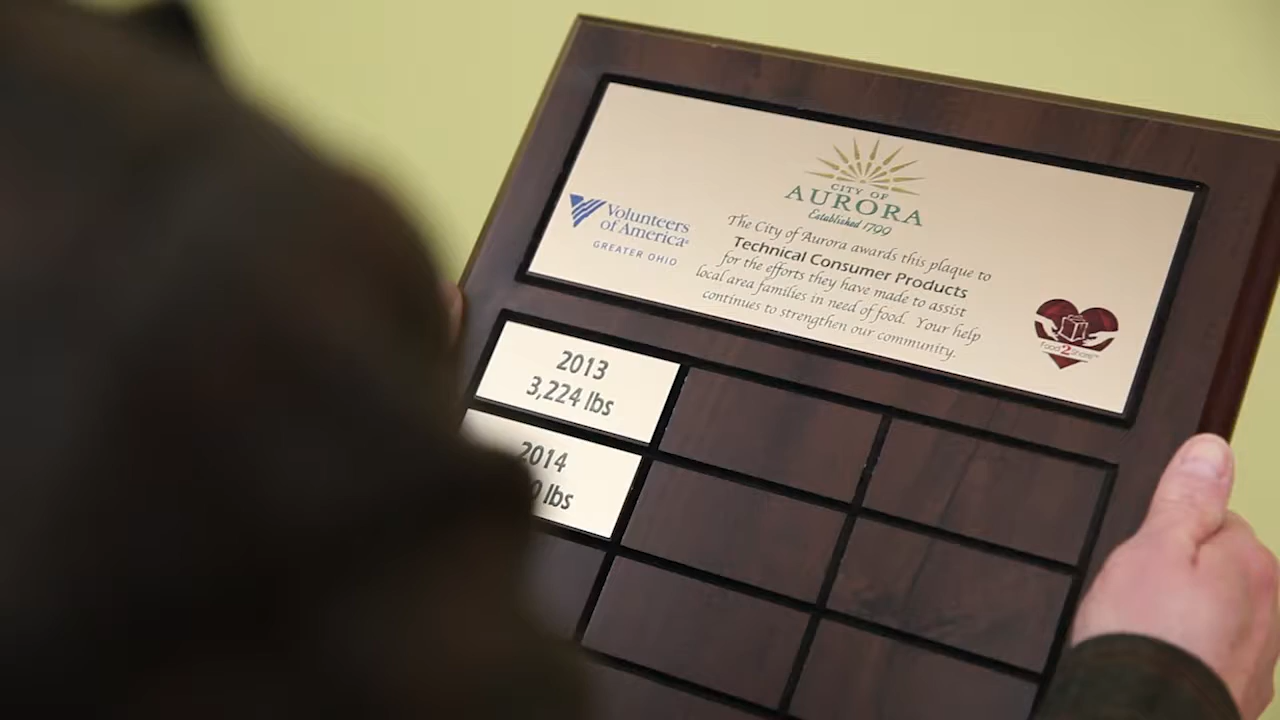 CITY OF
AURORA
Established 1799
Volunteers
of America®
GREATER OHIO
The City of Aurora awards this plaque to
Technical Consumer Products
for the efforts they have made to assist
local area families in need of food. Your help
continues to strengthen our community.
Food2Share™
2013
3,224 lbs
2014
0 lbs